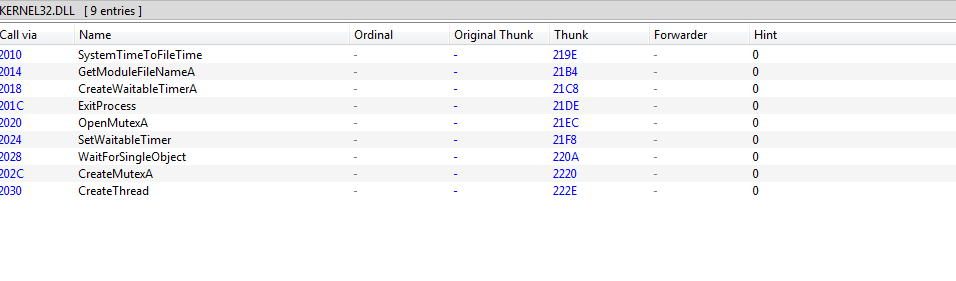 KERNEL32.DLL [ 9 entries ]
Call via Name Ordinal Original Thunk Thunk Forwarder Hint
2010 SystemTimeToFileTime - - 219E - 0
2014 GetModuleFileNameA - - 21B4 - 0
2018 CreateWaitableTimerA - - 21C8 - 0
201C ExitProcess - - 21DE - 0
2020 OpenMutexA - - 21EC - 0
2024 SetWaitableTimer - - 21F8 - 0
2028 WaitForSingleObject - - 220A - 0
202C CreateMutexA - - 2220 - 0
2030 CreateThread - - 222E - 0